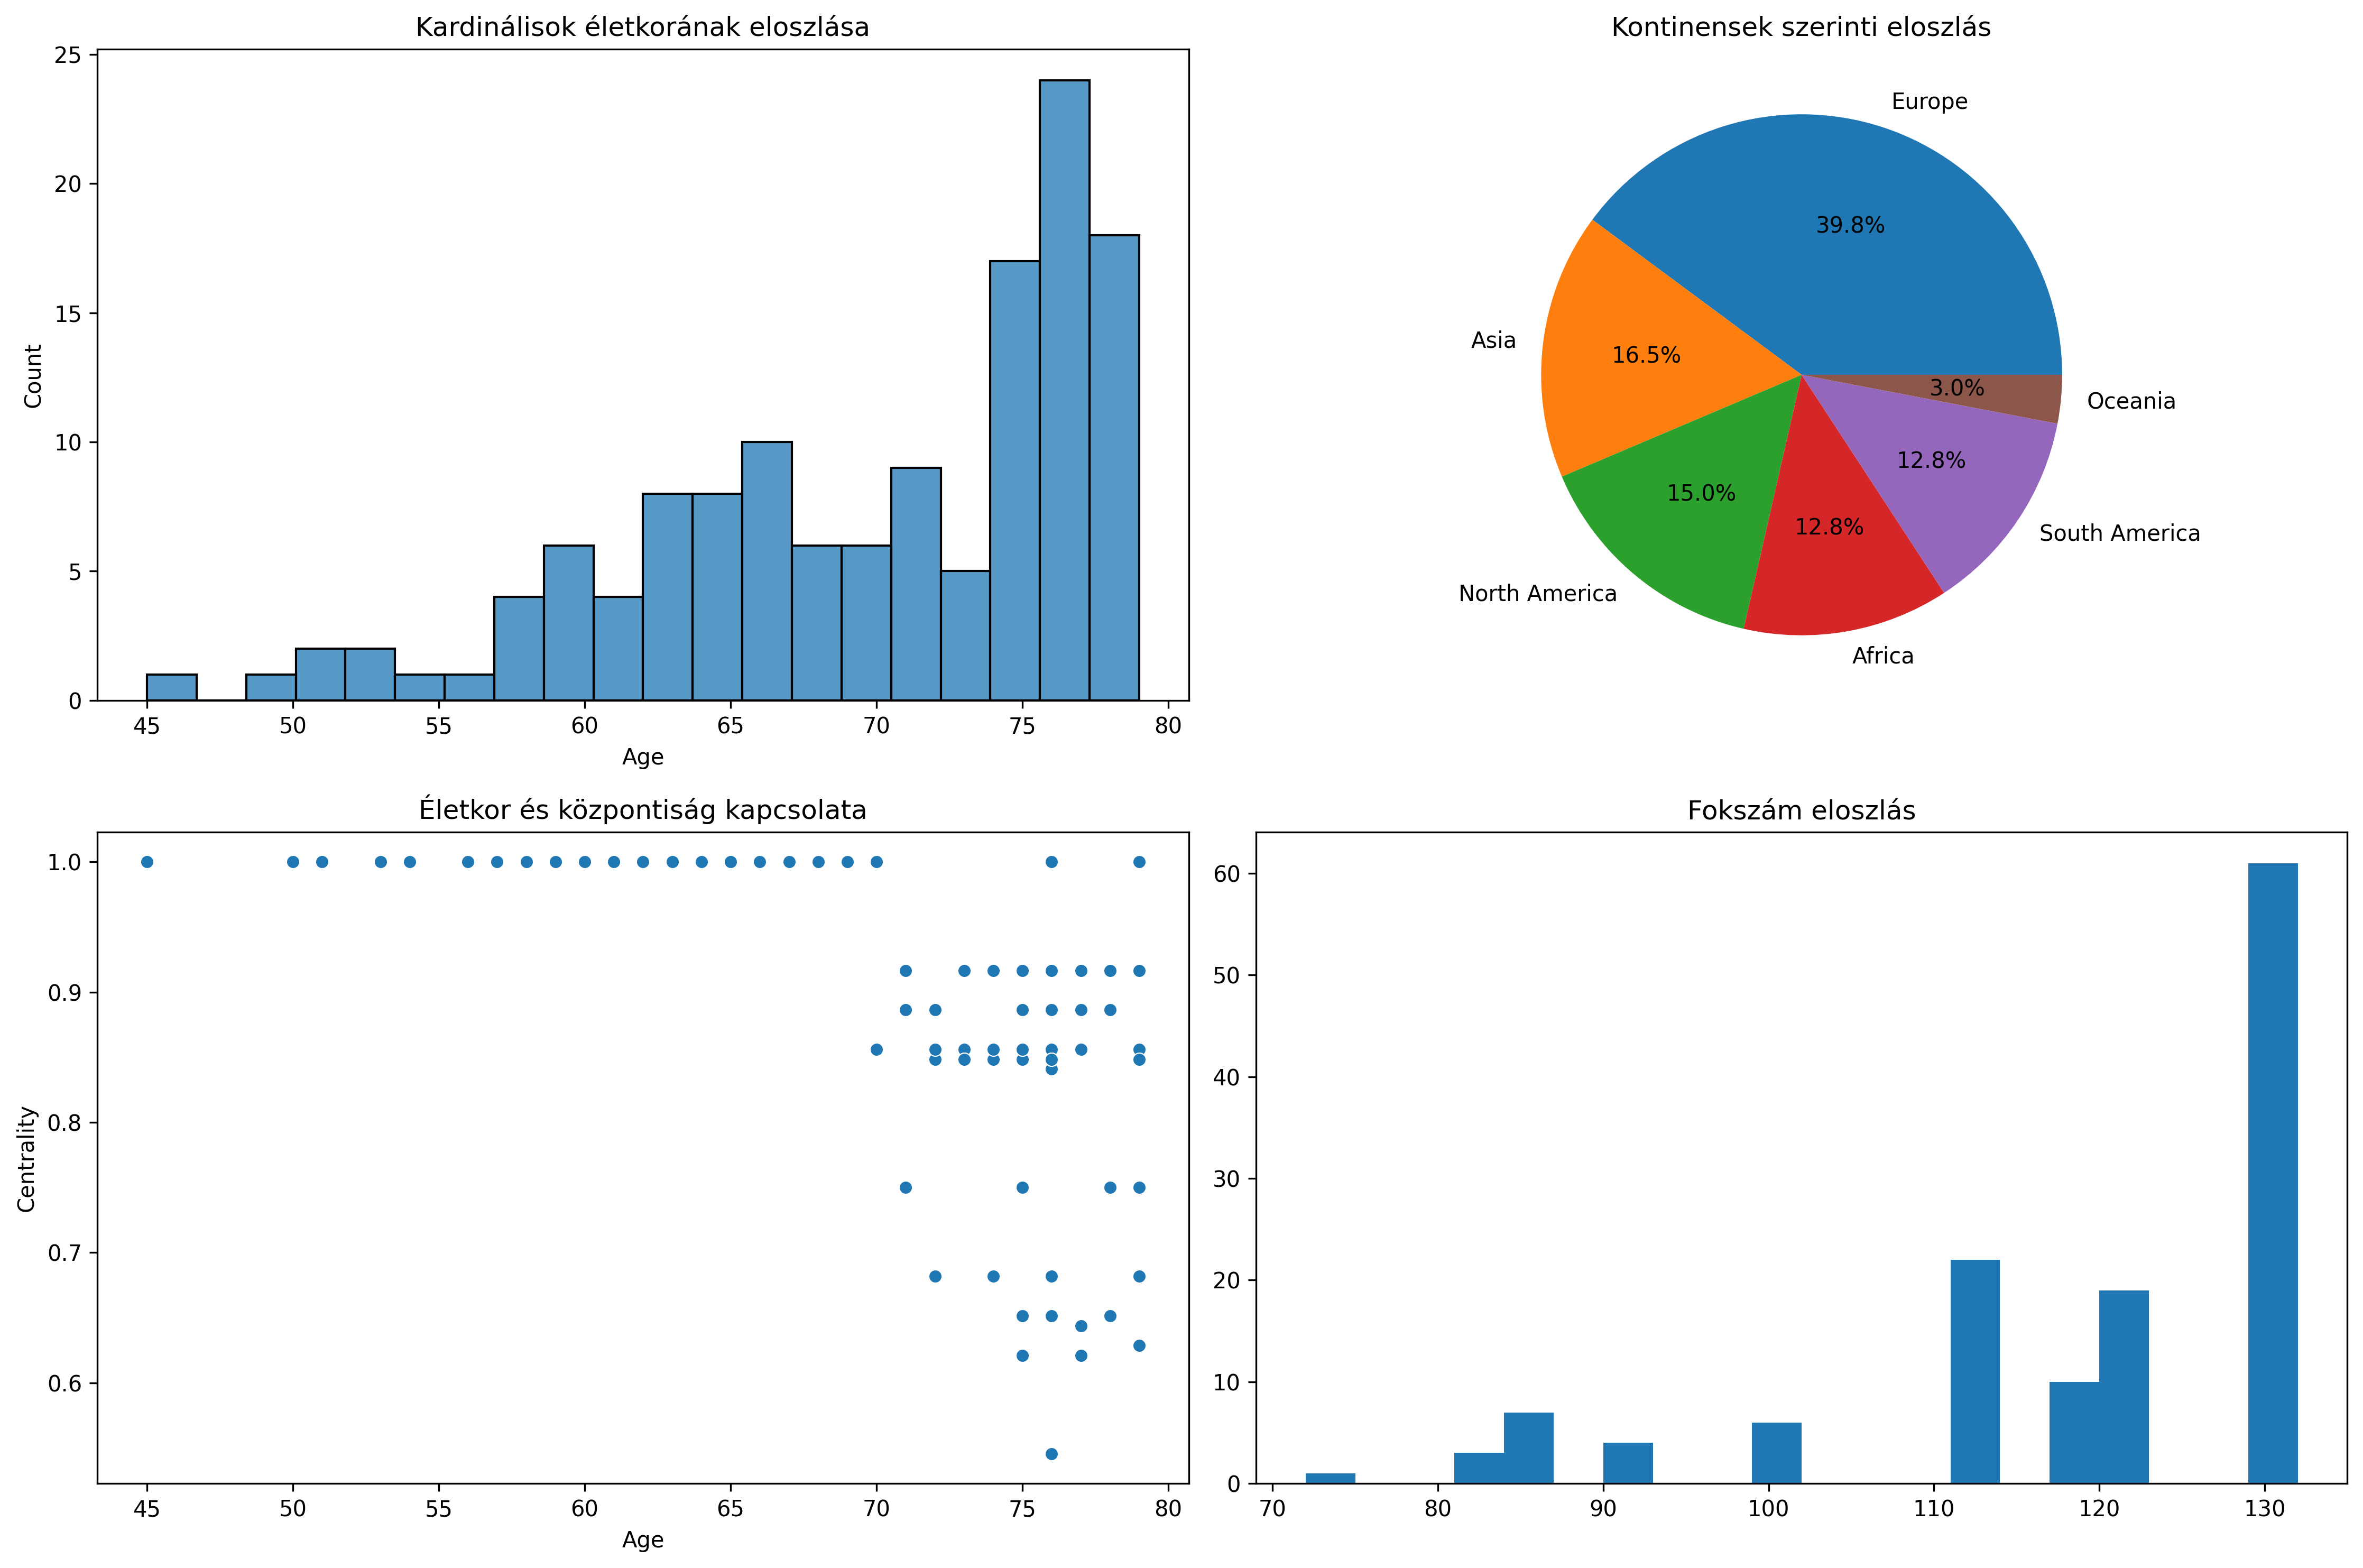 Kardinálisok életkorának eloszlása
25
20
15
10
5
0
Count
45 50 55 60 65 70 75 80
Age
Kontinensek szerinti eloszlás
Europe
39.8%
Asia
16.5%
North America
15.0%
Africa
12.8%
South America
12.8%
Oceania
3.0%
Életkor és központiság kapcsolata
1.0
0.9
0.8
0.7
0.6
Centrality
45 50 55 60 65 70 75 80
Age
Fokszám eloszlás
60
50
40
30
20
10
0
70 80 90 100 110 120 130